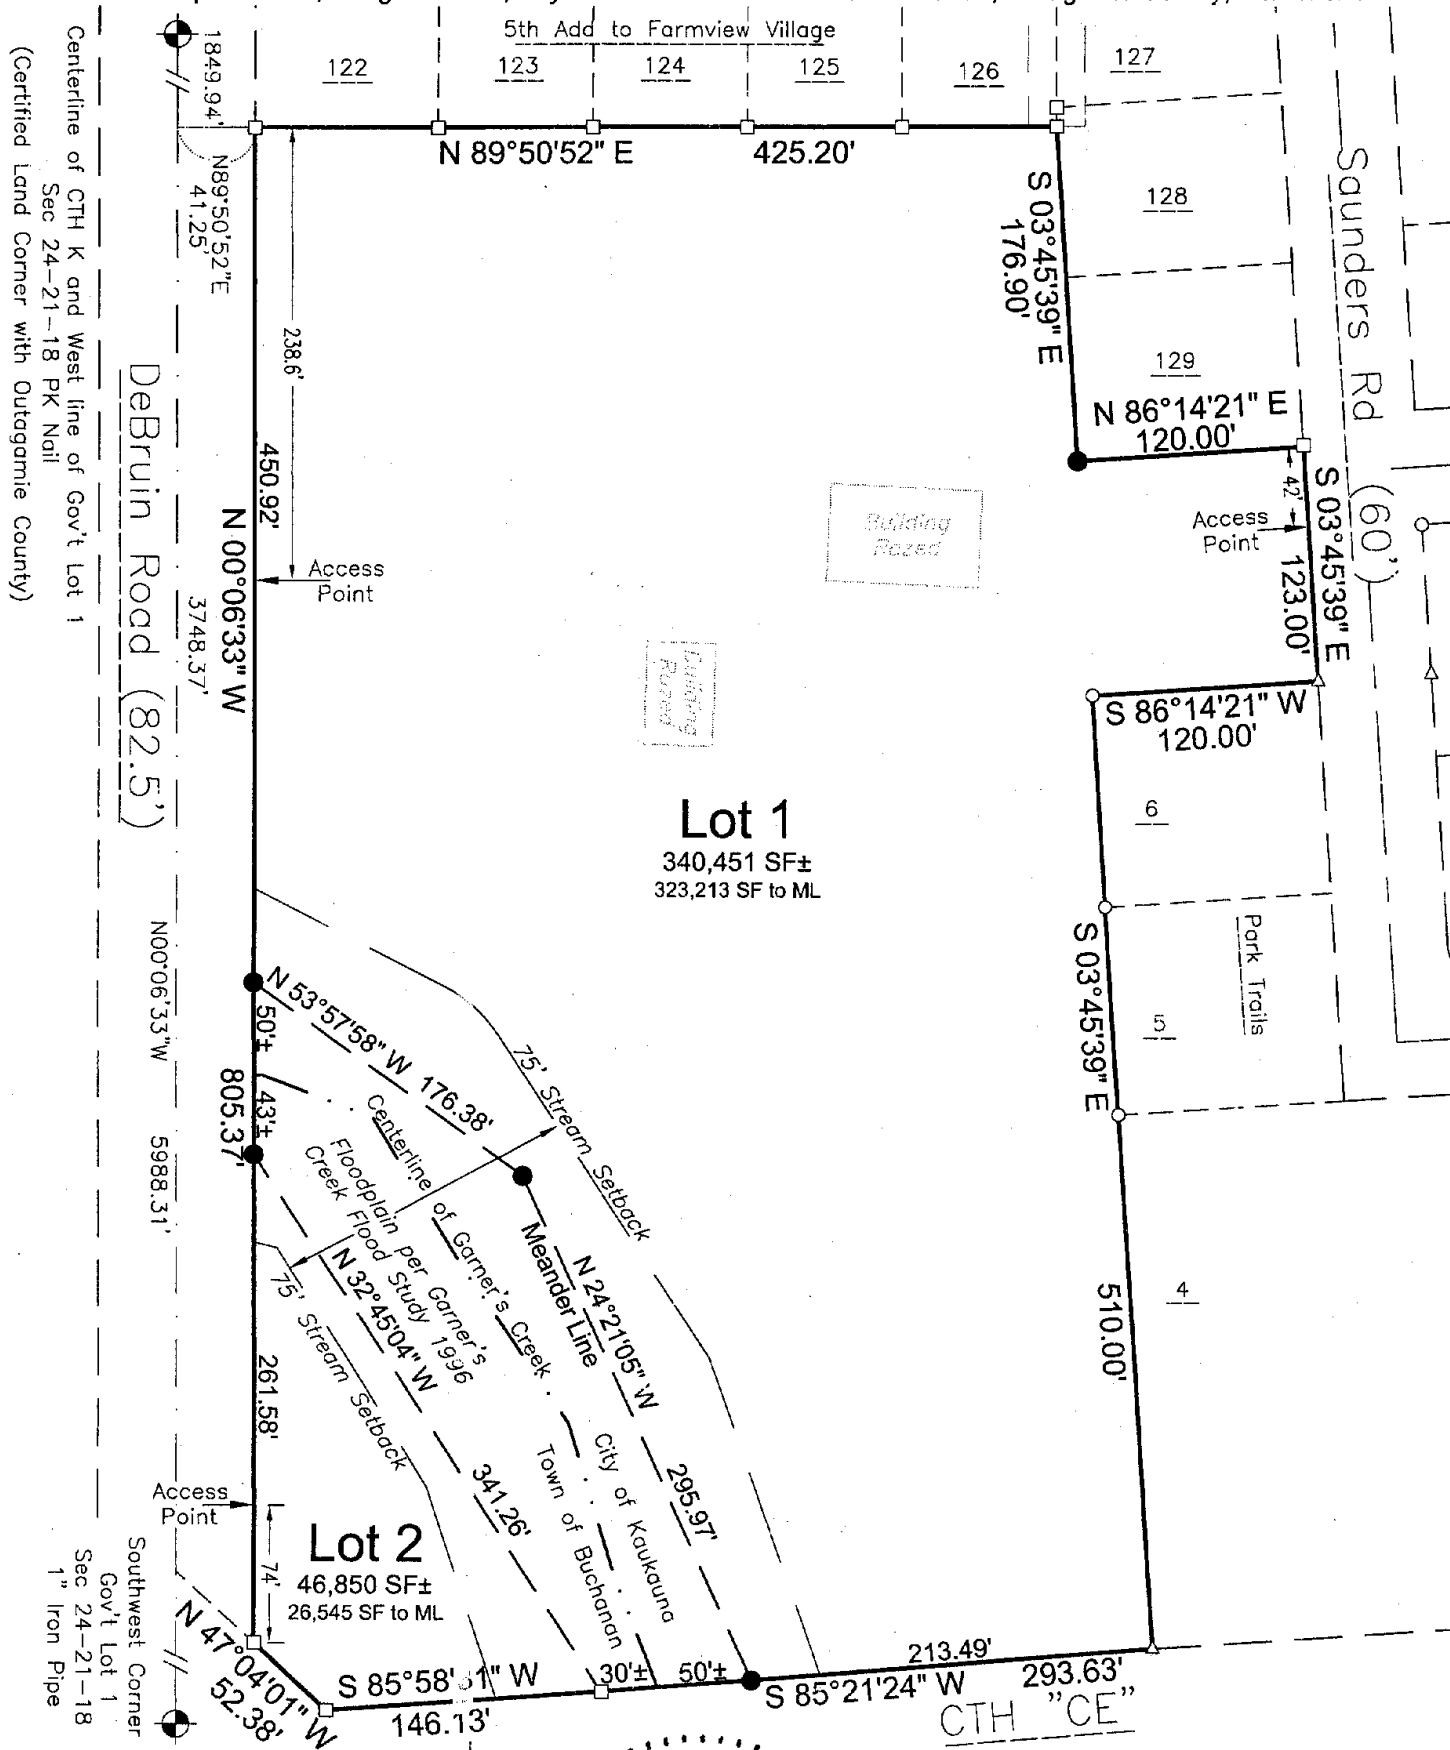 5th Add to Farmview Village
122
123
124
125
126
127
1849.94'
Centerline of CTH K and West line of Gov't Lot 1
Sec 24-21-18 PK Nail
(Certified Land Corner with Outagamie County)
N 89°50'52" E
425.20'
N89°50'52"E
41.25'
S 03°45'39" E
176.90'
128
129
Saunders Rd (60')
N 86°14'21" E
120.00'
238.6'
42'
Access
Point
S 03°45'39" E
123.00'
Building
Razed
Building
Razed
DeBruin Road (82.5')
450.92'
N 00°06'33" W
3748.37'
Access
Point
S 86°14'21" W
120.00'
6
Lot 1
340,451 SF±
323,213 SF to ML
Park Trails
S 03°45'39" E
5
N00°06'33"W
5988.31'
N 53°57'58" W 176.38'
50'±
43'±
805.37'
75' Stream Setback
Centerline of Garner's Creek
Floodplain per Garner's
Creek Flood Study 1996
Meander Line
N 24°21'05" W
295.97'
N 32°45'04" W
341.26'
75' Stream Setback
4
510.00'
261.58'
City of Kaukauna
Town of Buchanan
Access
Point
74'
Lot 2
46,850 SF±
26,545 SF to ML
Southwest Corner
Gov't Lot 1
Sec 24-21-18
1" Iron Pipe
N 47°04'01" W
52.38'
146.13'
30'±
50'±
213.49'
S 85°21'24" W
293.63'
CTH "CE"